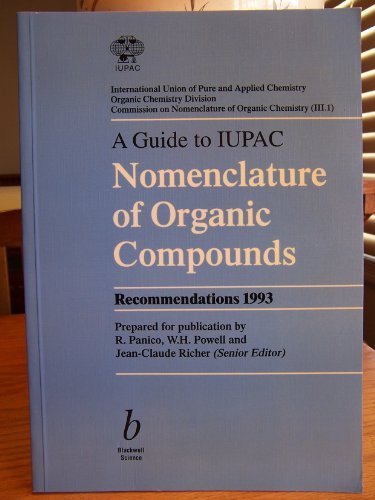 IUPAC
International Union of Pure and Applied Chemistry
Organic Chemistry Division
Commission on Nomenclature of Organic Chemistry (III.1)
A Guide to IUPAC
Nomenclature
of Organic
Compounds
Recommendations 1993
Prepared for publication by
R. Panico, W.H. Powell and
Jean-Claude Richer (Senior Editor)
b
Blackwell
Science